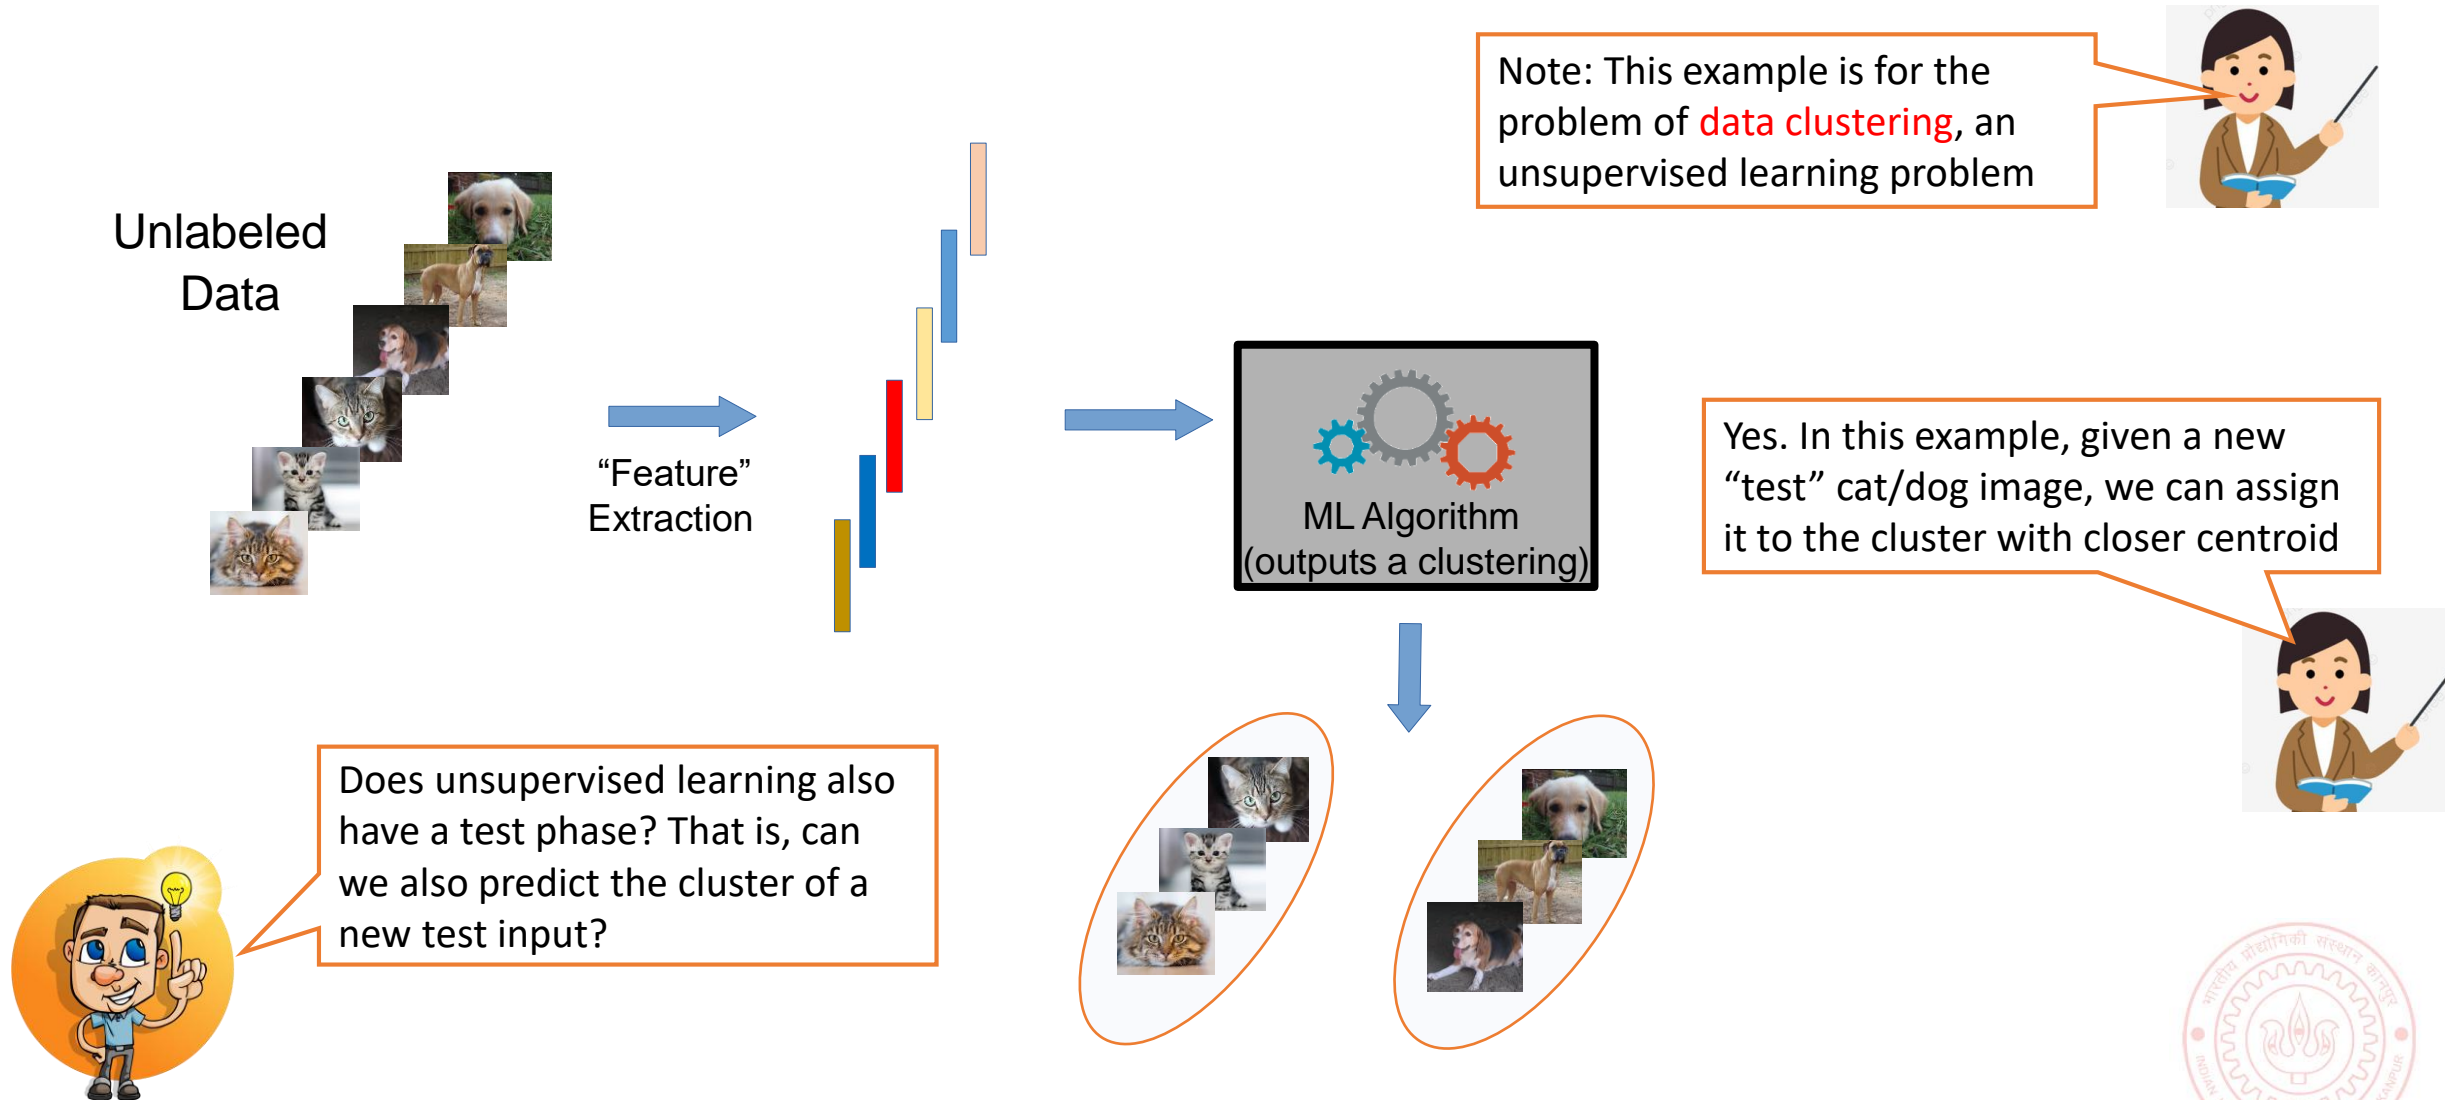 Note: This example is for the
problem of data clustering, an
unsupervised learning problem
Unlabeled
Data
“Feature”
Extraction
ML Algorithm
(outputs a clustering)
Yes. In this example, given a new
“test” cat/dog image, we can assign
it to the cluster with closer centroid
Does unsupervised learning also
have a test phase? That is, can
we also predict the cluster of a
new test input?
भारतीय प्रौद्योगिकी संस्थान कानपुर